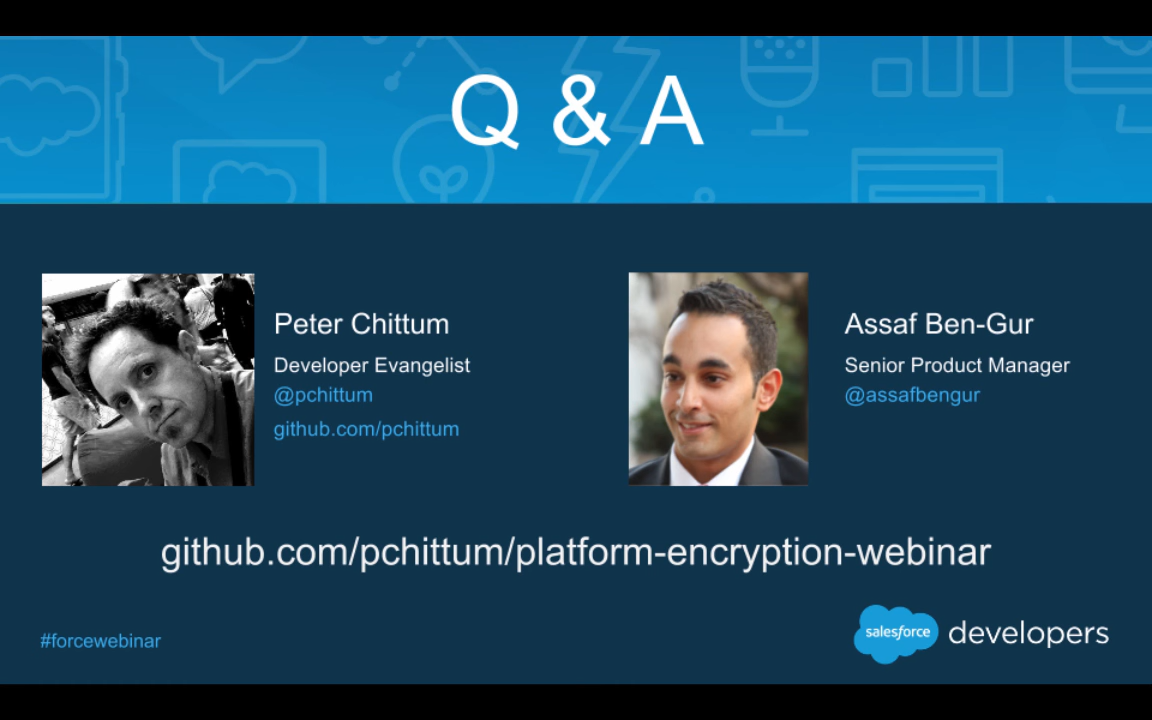 Q & A
Peter Chittum
Developer Evangelist
@pchittum
github.com/pchittum
Assaf Ben-Gur
Senior Product Manager
@assafbengur
github.com/pchittum/platform-encryption-webinar
#forcewebinar
salesforce developers